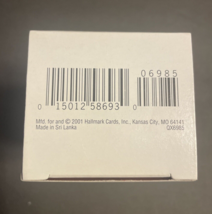 06985
0 15012 58693 0
Mfd. for and © 2001 Hallmark Cards, Inc., Kansas City, MO 64141
Made in Sri Lanka QX6985